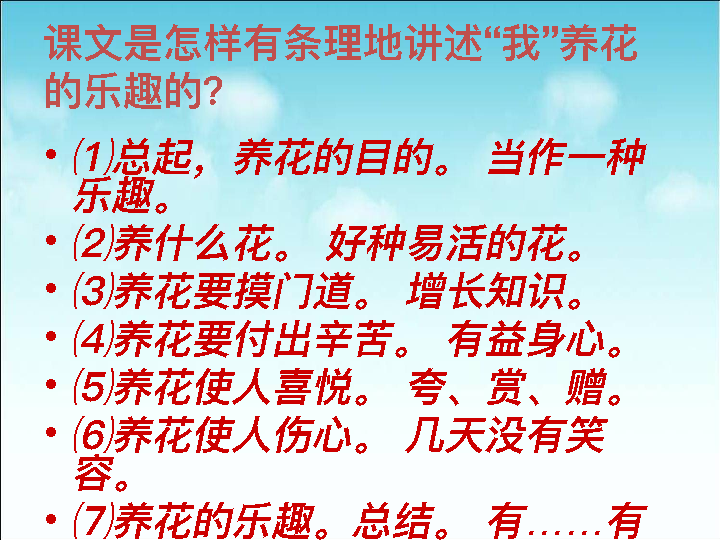 课文是怎样有条理地讲述“我”养花
的乐趣的?
• ⑴总起，养花的目的。 当作一种
乐趣。
• ⑵养什么花。 好种易活的花。
• ⑶养花要摸门道。 增长知识。
• ⑷养花要付出辛苦。 有益身心。
• ⑸养花使人喜悦。 夸、赏、赠。
• ⑹养花使人伤心。 几天没有笑
容。
• ⑺养花的乐趣。总结。 有……有